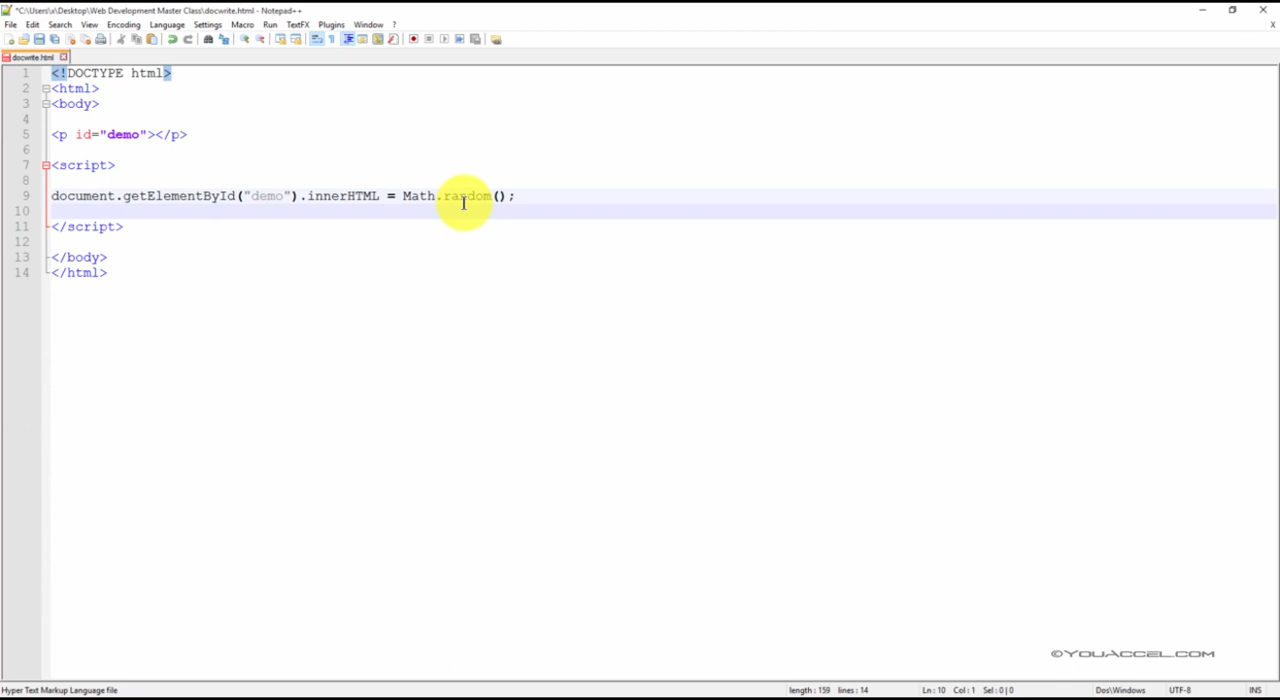 *C:\Users\x\Desktop\Web Development Master Class\docwrite.html - Notepad++
File Edit Search View Encoding Language Settings Macro Run TextFX Plugins Window ? X
docwrite.html
1 <!DOCTYPE html>
2 <html>
3 <body>
4
5 <p id="demo"></p>
6
7 <script>
8
9 document.getElementById("demo").innerHTML = Math.random();
10
11 </script>
12
13 </body>
14 </html>
©YOUACCEL.COM
Hyper Text Markup Language file length : 159 lines : 14 Ln : 10 Col : 1 Sel : 0 | 0 Dos\Windows UTF-8 INS